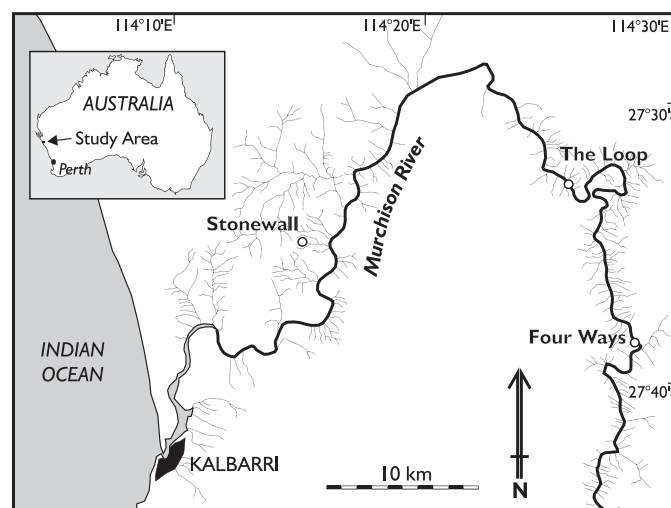 114°10'E
114°20'E
114°30'E
AUSTRALIA
Study Area
Perth
27°30'
The Loop
Stonewall
Murchison River
Four Ways
INDIAN
OCEAN
27°40'
KALBARRI
10 km
N